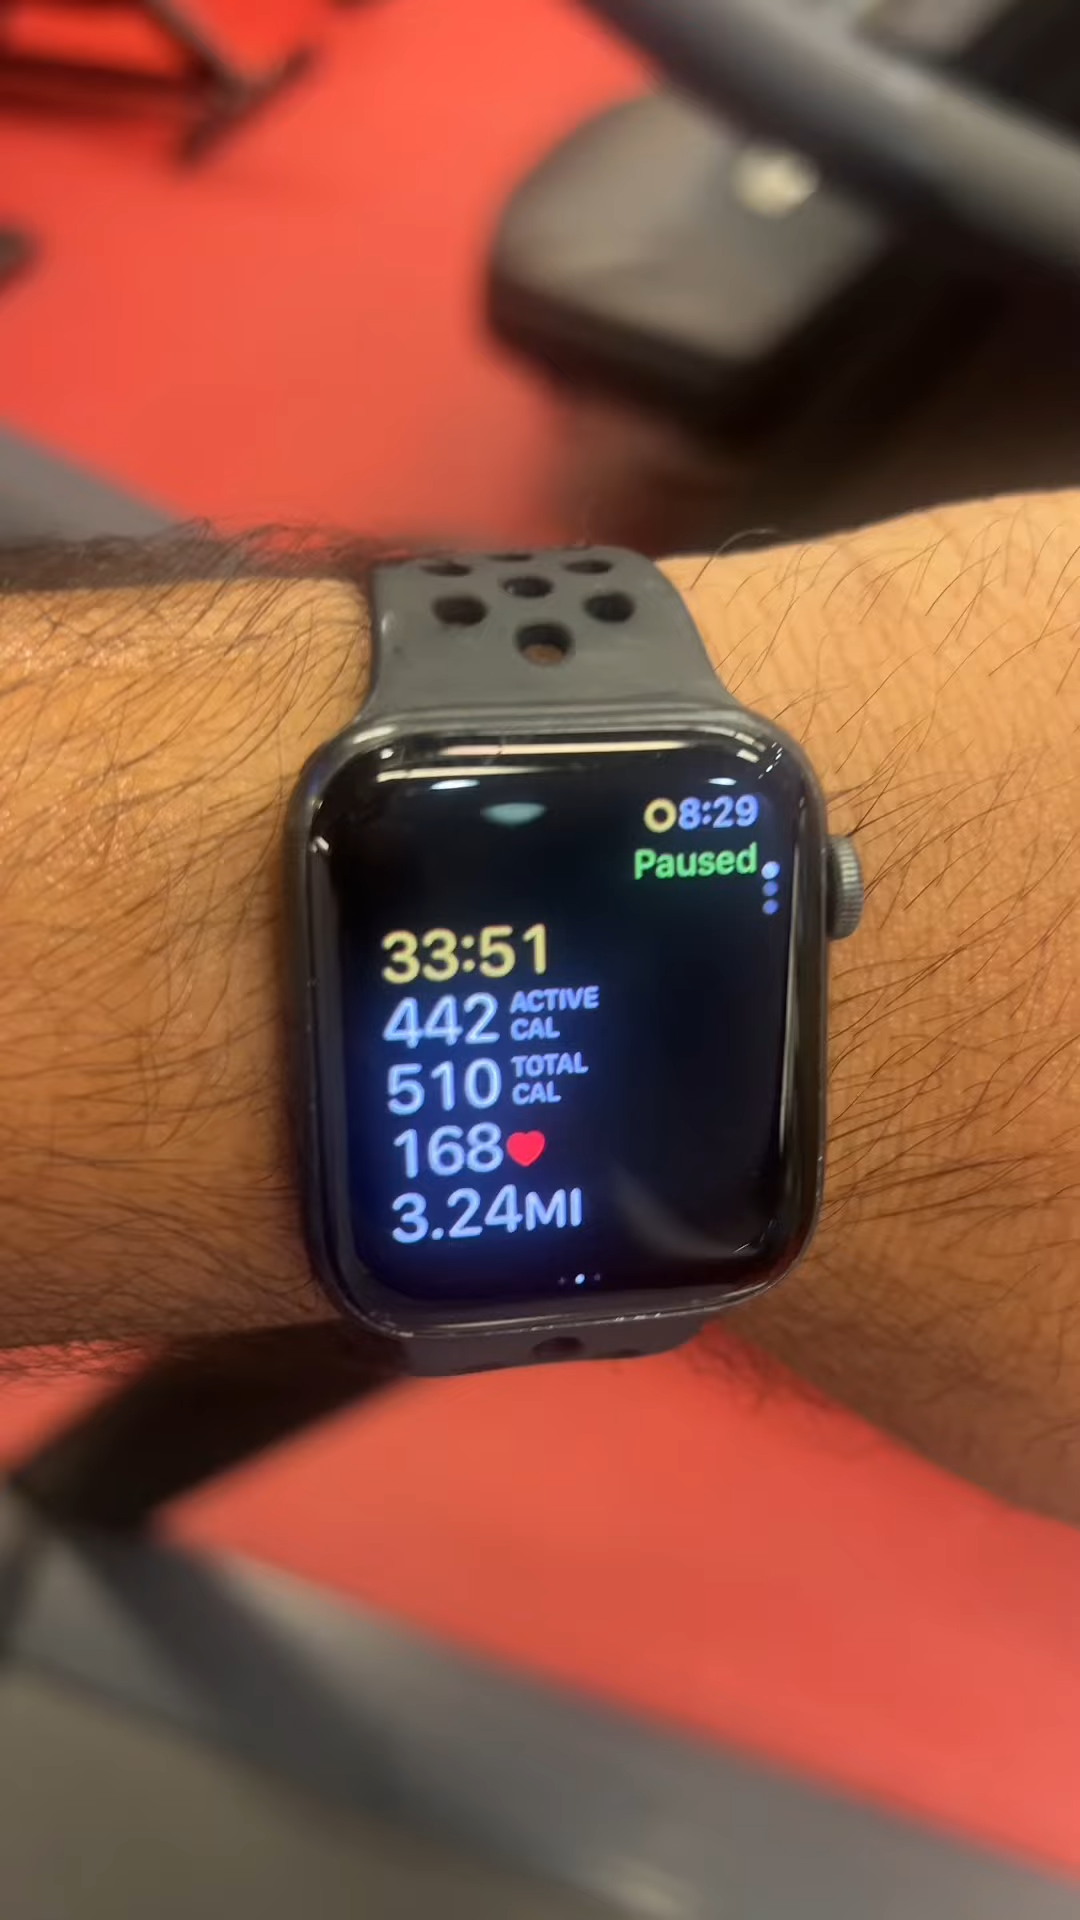 8:29
Paused
33:51
442 ACTIVE CAL
510 TOTAL CAL
168
3.24MI